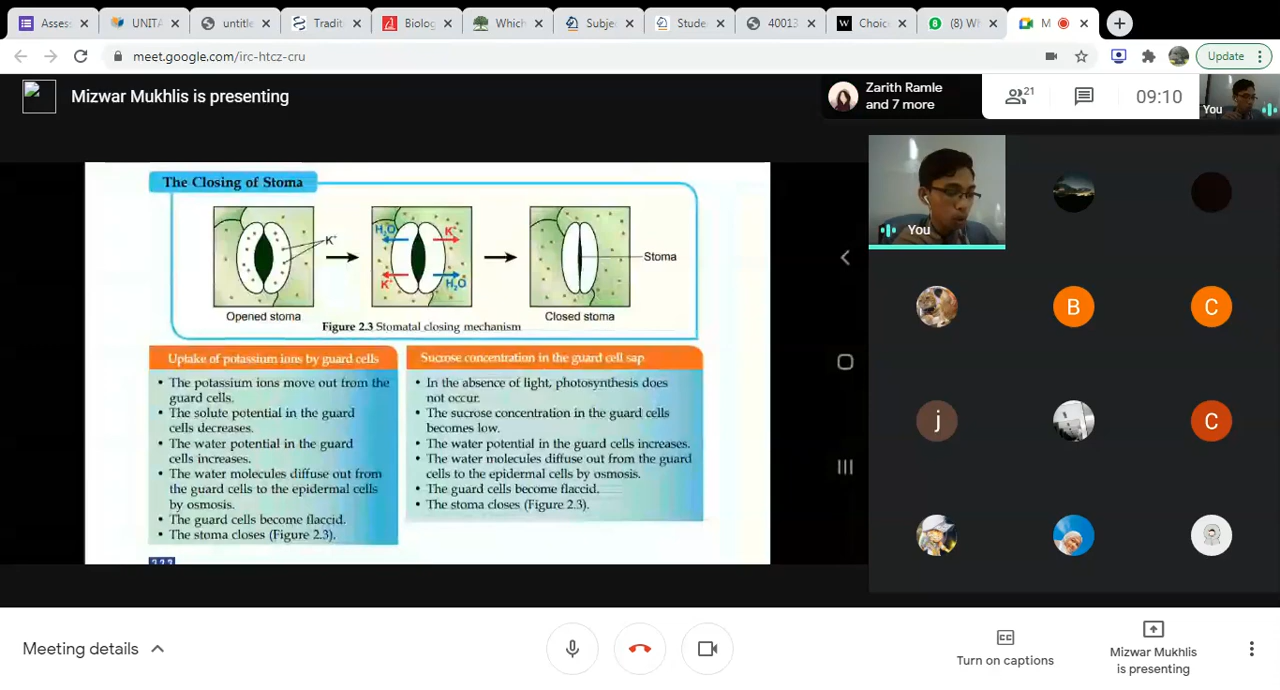 Assess
UNITA
untitle
Tradit
Biolog
Which
Subje
Stude
40013
W Choice
8 (8) W
M
meet.google.com/irc-htcz-cru
Update
Mizwar Mukhlis is presenting
Zarith Ramle
and 7 more
21
09:10
You
The Closing of Stoma
K+
H₂O
K+
K+
H₂O
Stoma
Opened stoma
Closed stoma
Figure 2.3 Stomatal closing mechanism
Uptake of potassium ions by guard cells
• The potassium ions move out from the
guard cells.
• The solute potential in the guard
cells decreases.
• The water potential in the guard
cells increases.
• The water molecules diffuse out from
the guard cells to the epidermal cells
by osmosis.
• The guard cells become flaccid.
• The stoma closes (Figure 2.3).
Sucrose concentration in the guard cell sap
• In the absence of light, photosynthesis does
not occur.
• The sucrose concentration in the guard cells
becomes low.
• The water potential in the guard cells increases.
• The water molecules diffuse out from the guard
cells to the epidermal cells by osmosis.
• The guard cells become flaccid.
• The stoma closes (Figure 2.3).
You
B
C
j
C
Meeting details
CC
Turn on captions
Mizwar Mukhlis
is presenting